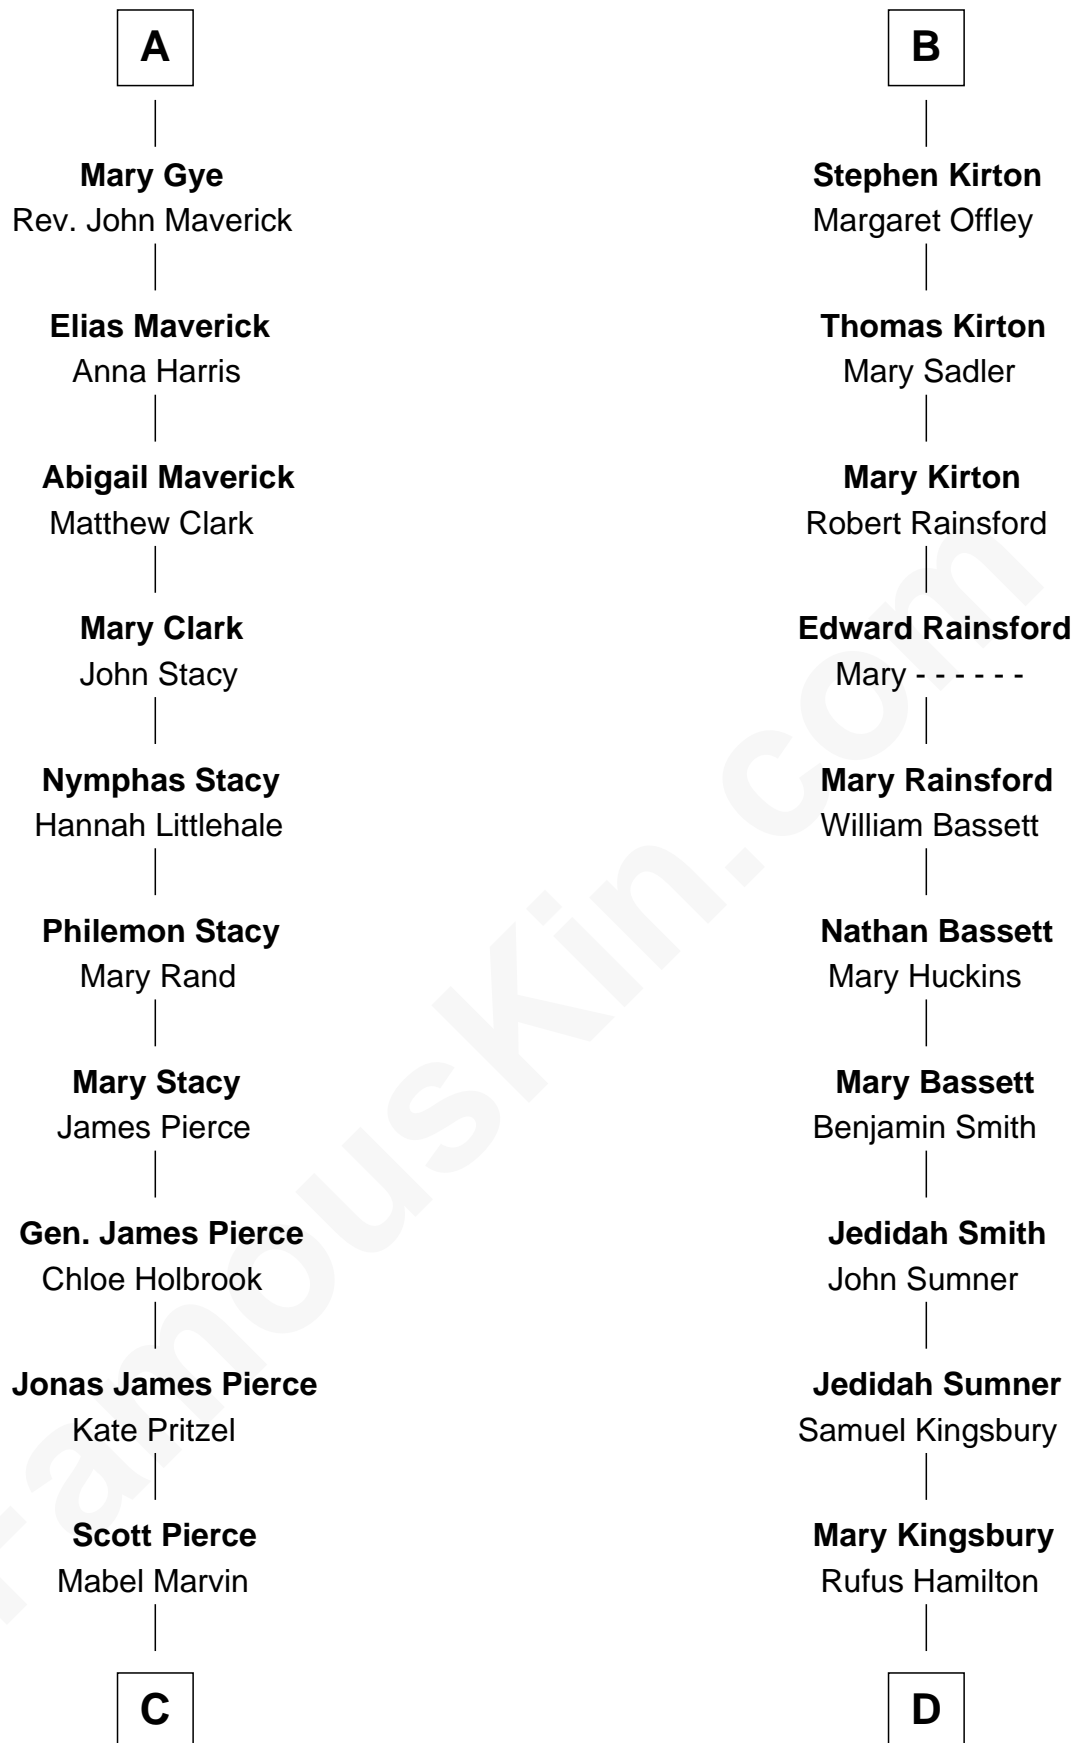 A
Mary Gye
Rev. John Maverick
Elias Maverick
Anna Harris
Abigail Maverick
Matthew Clark
Mary Clark
John Stacy
Nymphas Stacy
Hannah Littlehale
Philemon Stacy
Mary Rand
Mary Stacy
James Pierce
Gen. James Pierce
Chloe Holbrook
Jonas James Pierce
Kate Pritzel
Scott Pierce
Mabel Marvin
C
B
Stephen Kirton
Margaret Offley
Thomas Kirton
Mary Sadler
Mary Kirton
Robert Rainsford
Edward Rainsford
Mary - - - - - -
Mary Rainsford
William Bassett
Nathan Bassett
Mary Huckins
Mary Bassett
Benjamin Smith
Jedidah Smith
John Sumner
Jedidah Sumner
Samuel Kingsbury
Mary Kingsbury
Rufus Hamilton
D
FamousKin.com